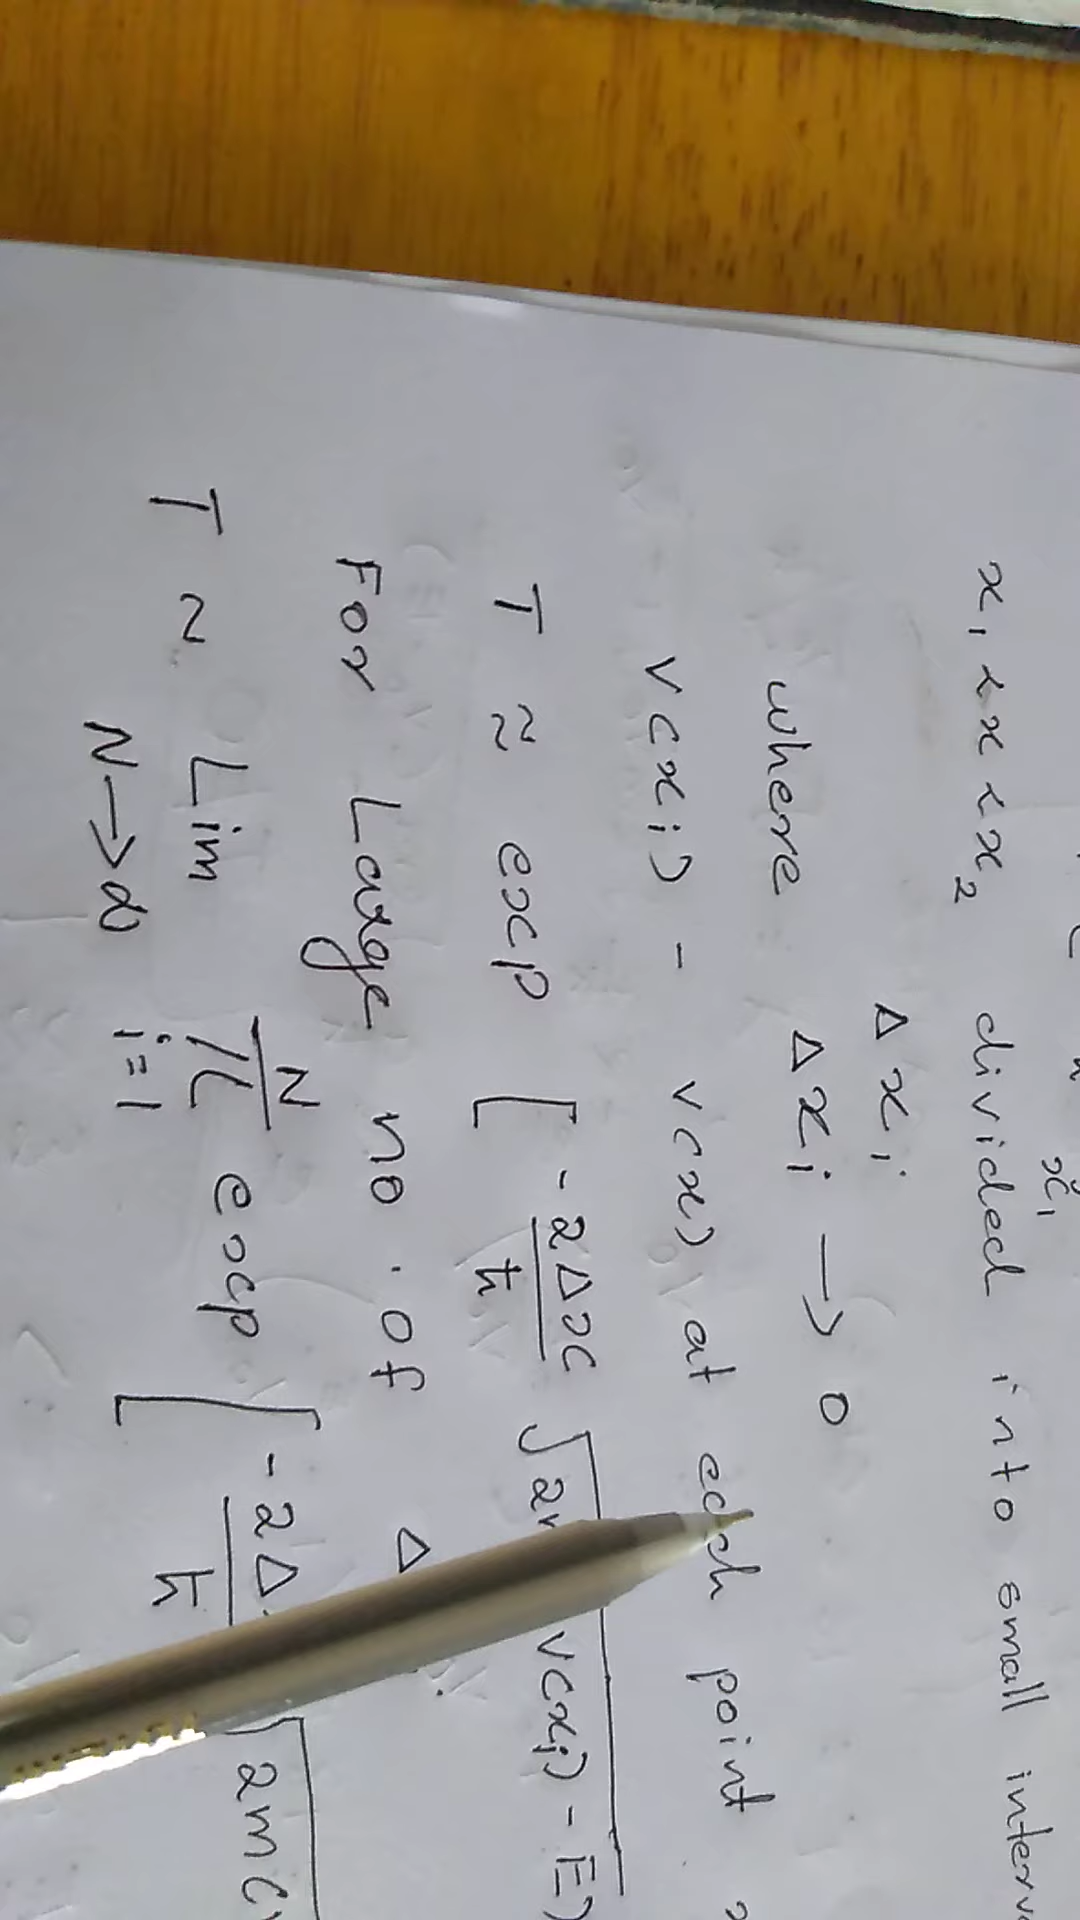 x₁
x₁ < x < x₂ divided into small interv
Δxᵢ
where Δxᵢ → 0
V(xᵢ) - V(x) at each point
T ≈ exp [ -2Δx/ħ √2m V(xᵢ) - E)
For Large no. of Δ
T ~ Lim N→∞ N π i=1 exp [ -2Δ/ħ √2m(